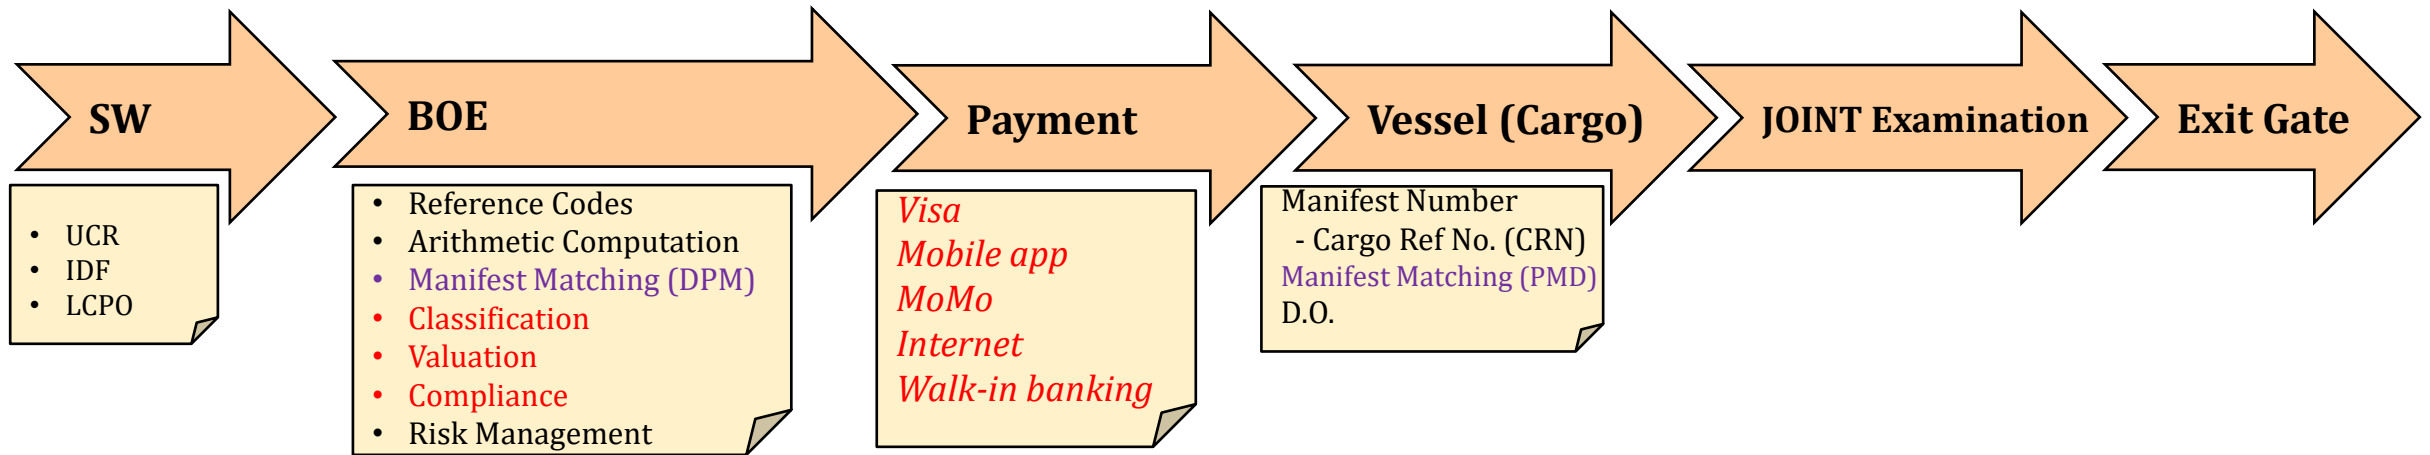 SW
BOE
Payment
Vessel (Cargo)
JOINT Examination
Exit Gate
• UCR
• IDF
• LCPO
• Reference Codes
• Arithmetic Computation
• Manifest Matching (DPM)
• Classification
• Valuation
• Compliance
• Risk Management
Visa
Mobile app
MoMo
Internet
Walk-in banking
Manifest Number
- Cargo Ref No. (CRN)
Manifest Matching (PMD)
D.O.